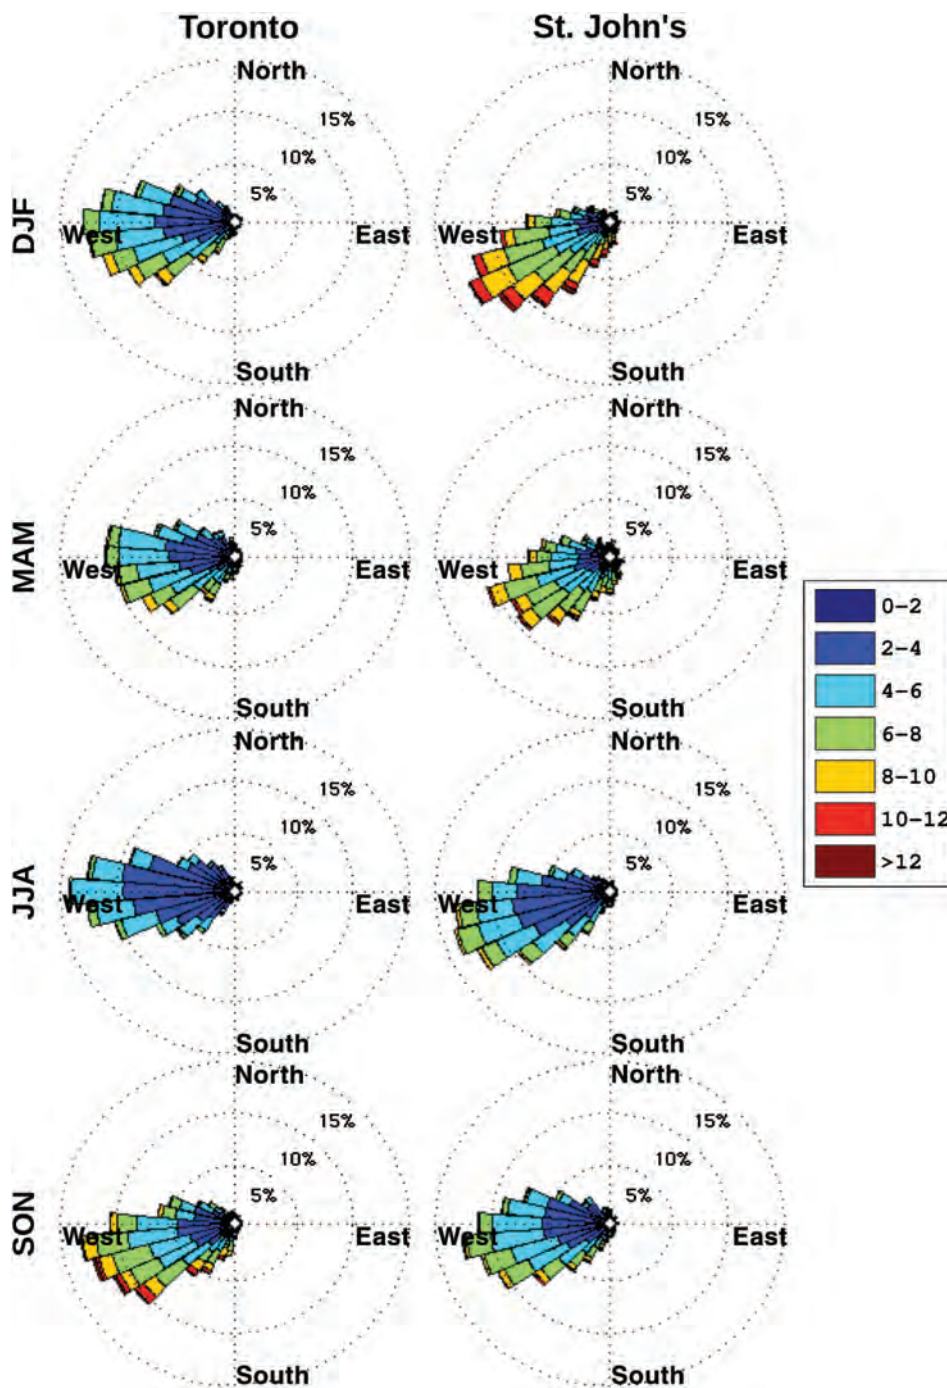 Toronto
St. John's
DJF
North
15%
10%
5%
West
East
South
North
15%
10%
5%
West
East
South
MAM
North
15%
10%
5%
West
East
South
North
15%
10%
5%
West
East
South
JJA
North
15%
10%
5%
West
East
South
North
15%
10%
5%
West
East
South
SON
North
15%
10%
5%
West
East
South
North
15%
10%
5%
West
East
South
0-2
2-4
4-6
6-8
8-10
10-12
>12